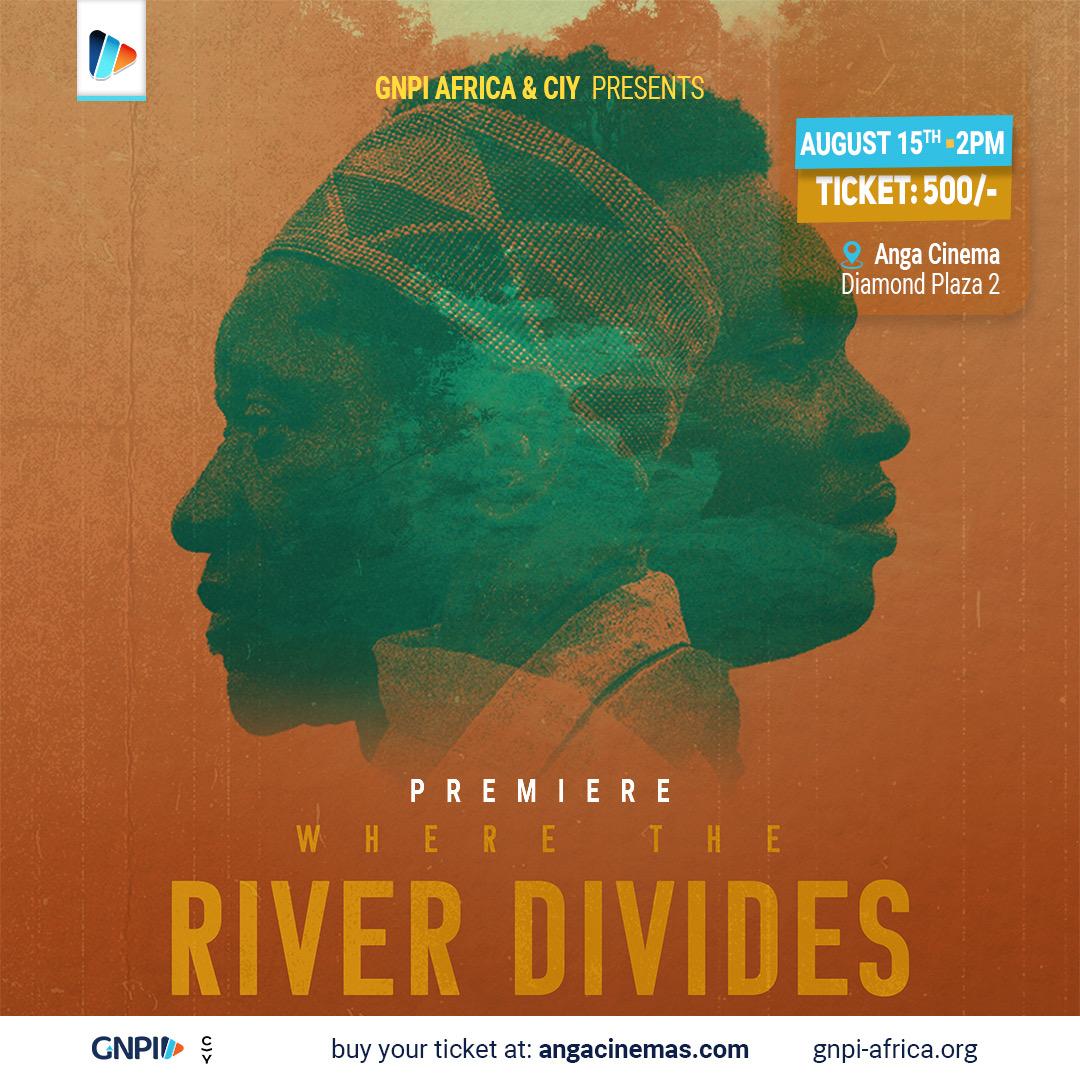 GNPI AFRICA & CIY PRESENTS
AUGUST 15TH ▪ 2PM
TICKET: 500/-
Anga Cinema
Diamond Plaza 2
PREMIERE
WHERE THE
RIVER DIVIDES
GNPI
CIY
buy your ticket at: angacinemas.com
gnpi-africa.org